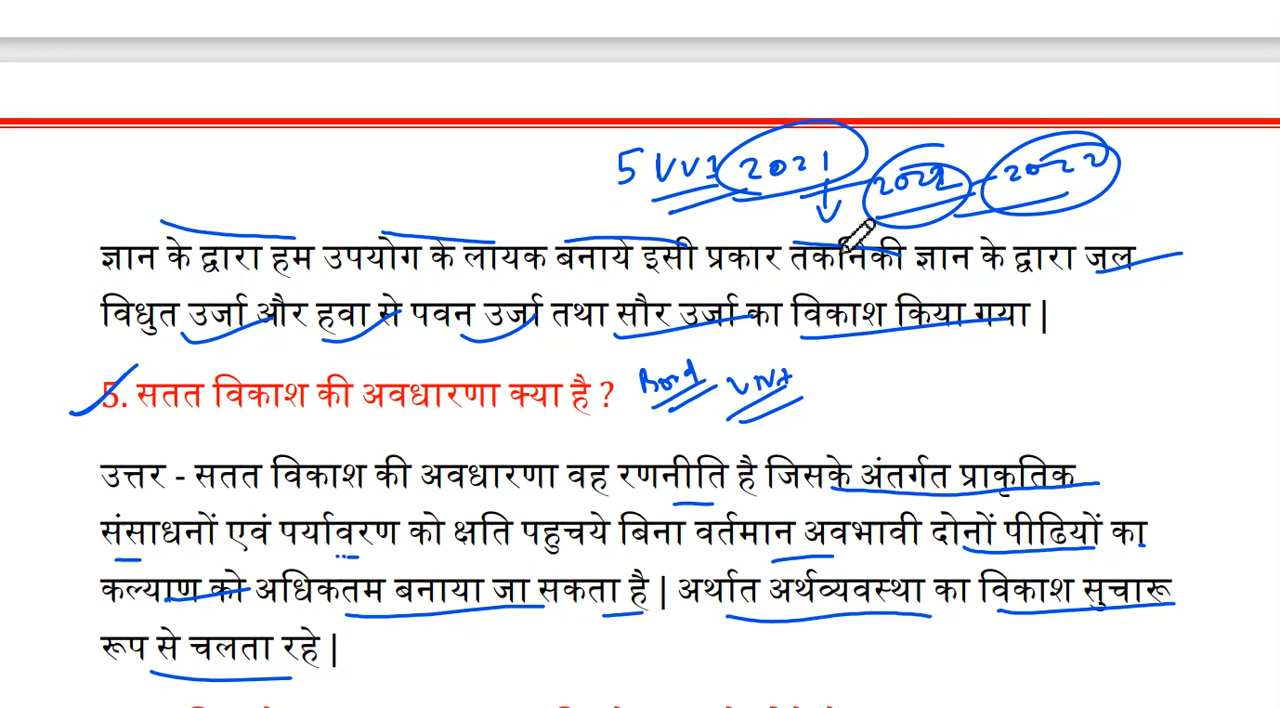 5 VVI 2021 2022 2022
ज्ञान के द्वारा हम उपयोग के लायक बनाये इसी प्रकार तकनिकी ज्ञान के द्वारा जल
विधुत उर्जा और हवा से पवन उर्जा तथा सौर उर्जा का विकाश किया गया |
5. सतत विकाश की अवधारणा क्या है ? Bord VVI
उत्तर - सतत विकाश की अवधारणा वह रणनीति है जिसके अंतर्गत प्राकृतिक
संसाधनों एवं पर्यावरण को क्षति पहुचये बिना वर्तमान अवभावी दोनों पीढियों का
कल्याण को अधिकतम बनाया जा सकता है | अर्थात अर्थव्यवस्था का विकाश सुचारू
रूप से चलता रहे |